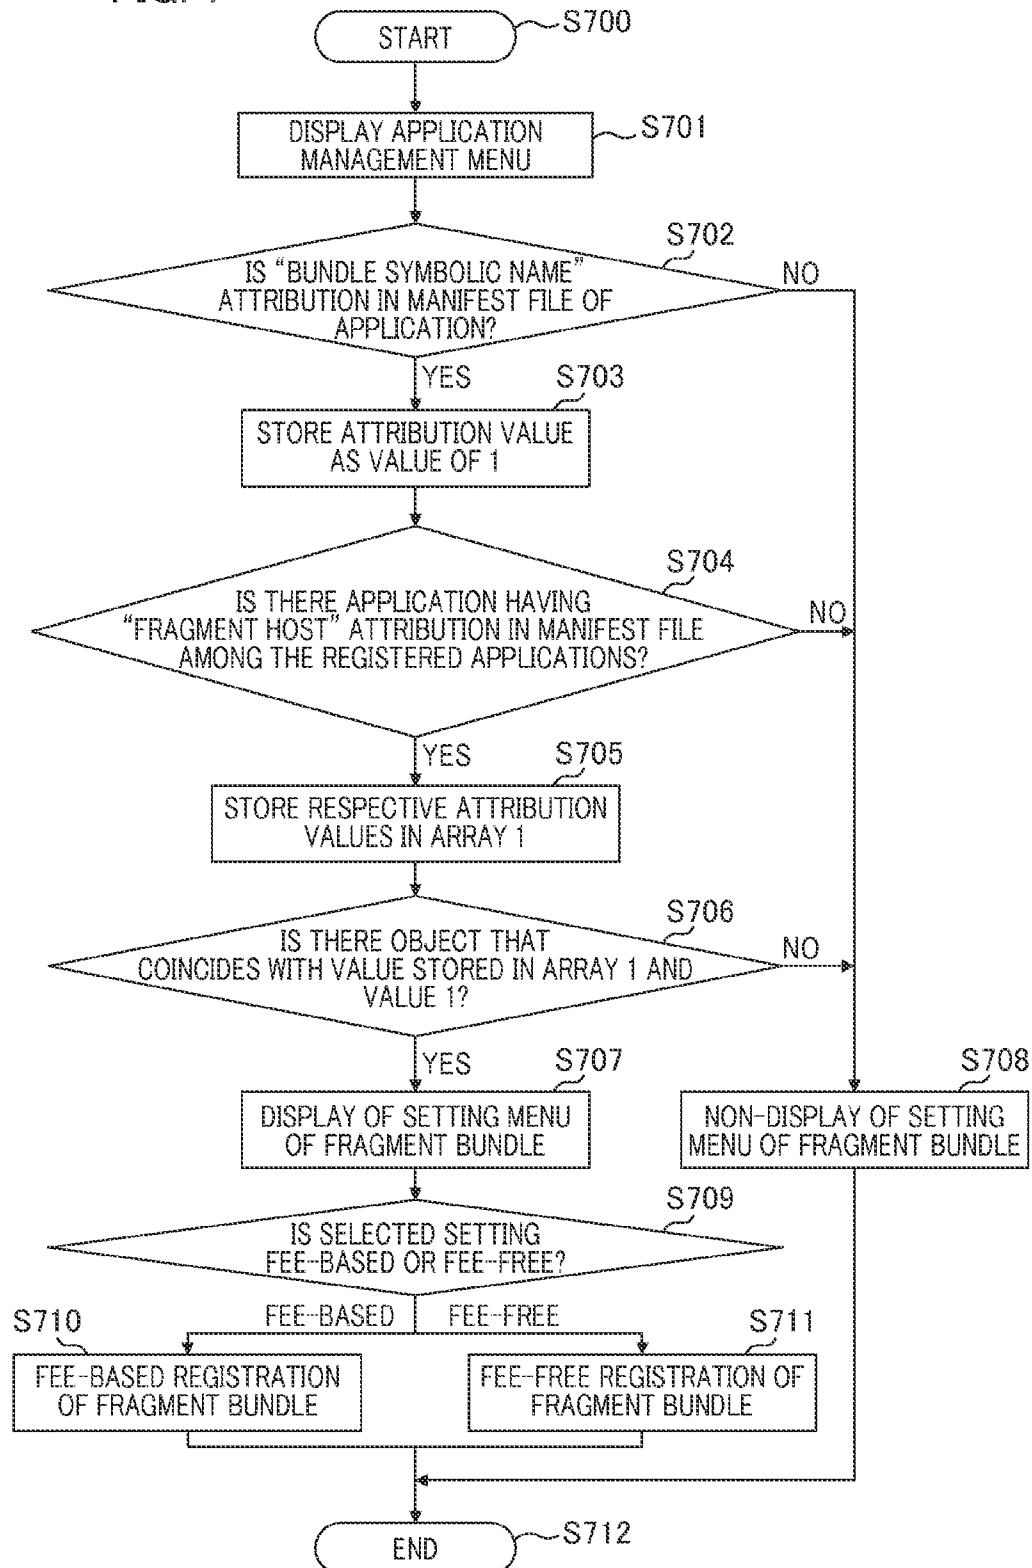 START
S700
DISPLAY APPLICATION
MANAGEMENT MENU
S701
S702
IS “BUNDLE SYMBOLIC NAME”
ATTRIBUTION IN MANIFEST FILE OF
APPLICATION?
NO
YES
S703
STORE ATTRIBUTION VALUE
AS VALUE OF 1
S704
IS THERE APPLICATION HAVING
“FRAGMENT HOST” ATTRIBUTION IN MANIFEST FILE
AMONG THE REGISTERED APPLICATIONS?
NO
YES
S705
STORE RESPECTIVE ATTRIBUTION
VALUES IN ARRAY 1
S706
IS THERE OBJECT THAT
COINCIDES WITH VALUE STORED IN ARRAY 1 AND
VALUE 1?
NO
YES
S707
DISPLAY OF SETTING MENU
OF FRAGMENT BUNDLE
S708
NON-DISPLAY OF SETTING
MENU OF FRAGMENT BUNDLE
S709
IS SELECTED SETTING
FEE-BASED OR FEE-FREE?
FEE-BASED
FEE-FREE
S710
FEE-BASED REGISTRATION
OF FRAGMENT BUNDLE
S711
FEE-FREE REGISTRATION OF
FRAGMENT BUNDLE
END
S712